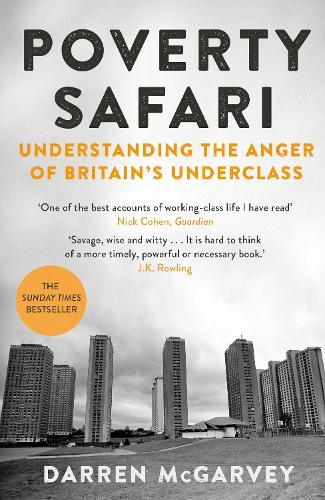 POVERTY
SAFARI
UNDERSTANDING THE ANGER
OF BRITAIN'S UNDERCLASS
‘One of the best accounts of working-class life I have read’
Nick Cohen, Guardian
‘Savage, wise and witty . . . It is hard to think
of a more timely, powerful or necessary book.’
J.K. Rowling
THE
SUNDAY TIMES
BESTSELLER
DARREN McGARVEY